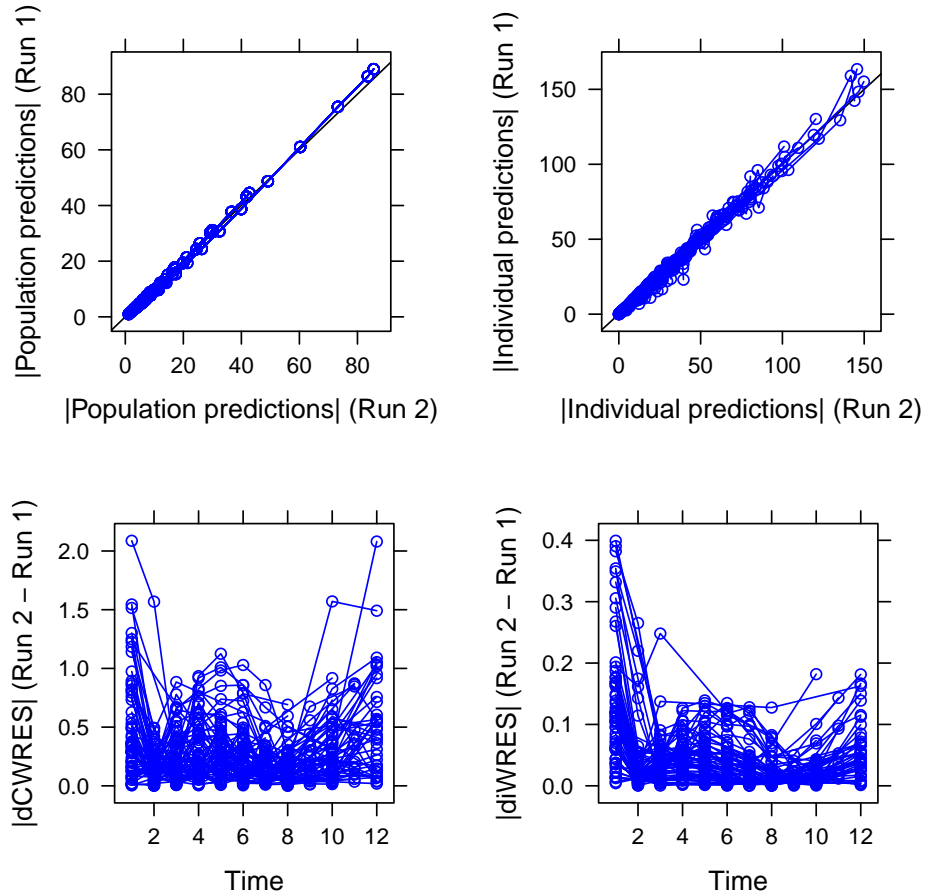 |Population predictions| (Run 1)
80
60
40
20
0
0 20 40 60 80
|Population predictions| (Run 2)
|Individual predictions| (Run 1)
150
100
50
0
0 50 100 150
|Individual predictions| (Run 2)
|dCWRES| (Run 2 − Run 1)
2.0
1.5
1.0
0.5
0.0
2 4 6 8 10 12
Time
|diWRES| (Run 2 − Run 1)
0.4
0.3
0.2
0.1
0.0
2 4 6 8 10 12
Time